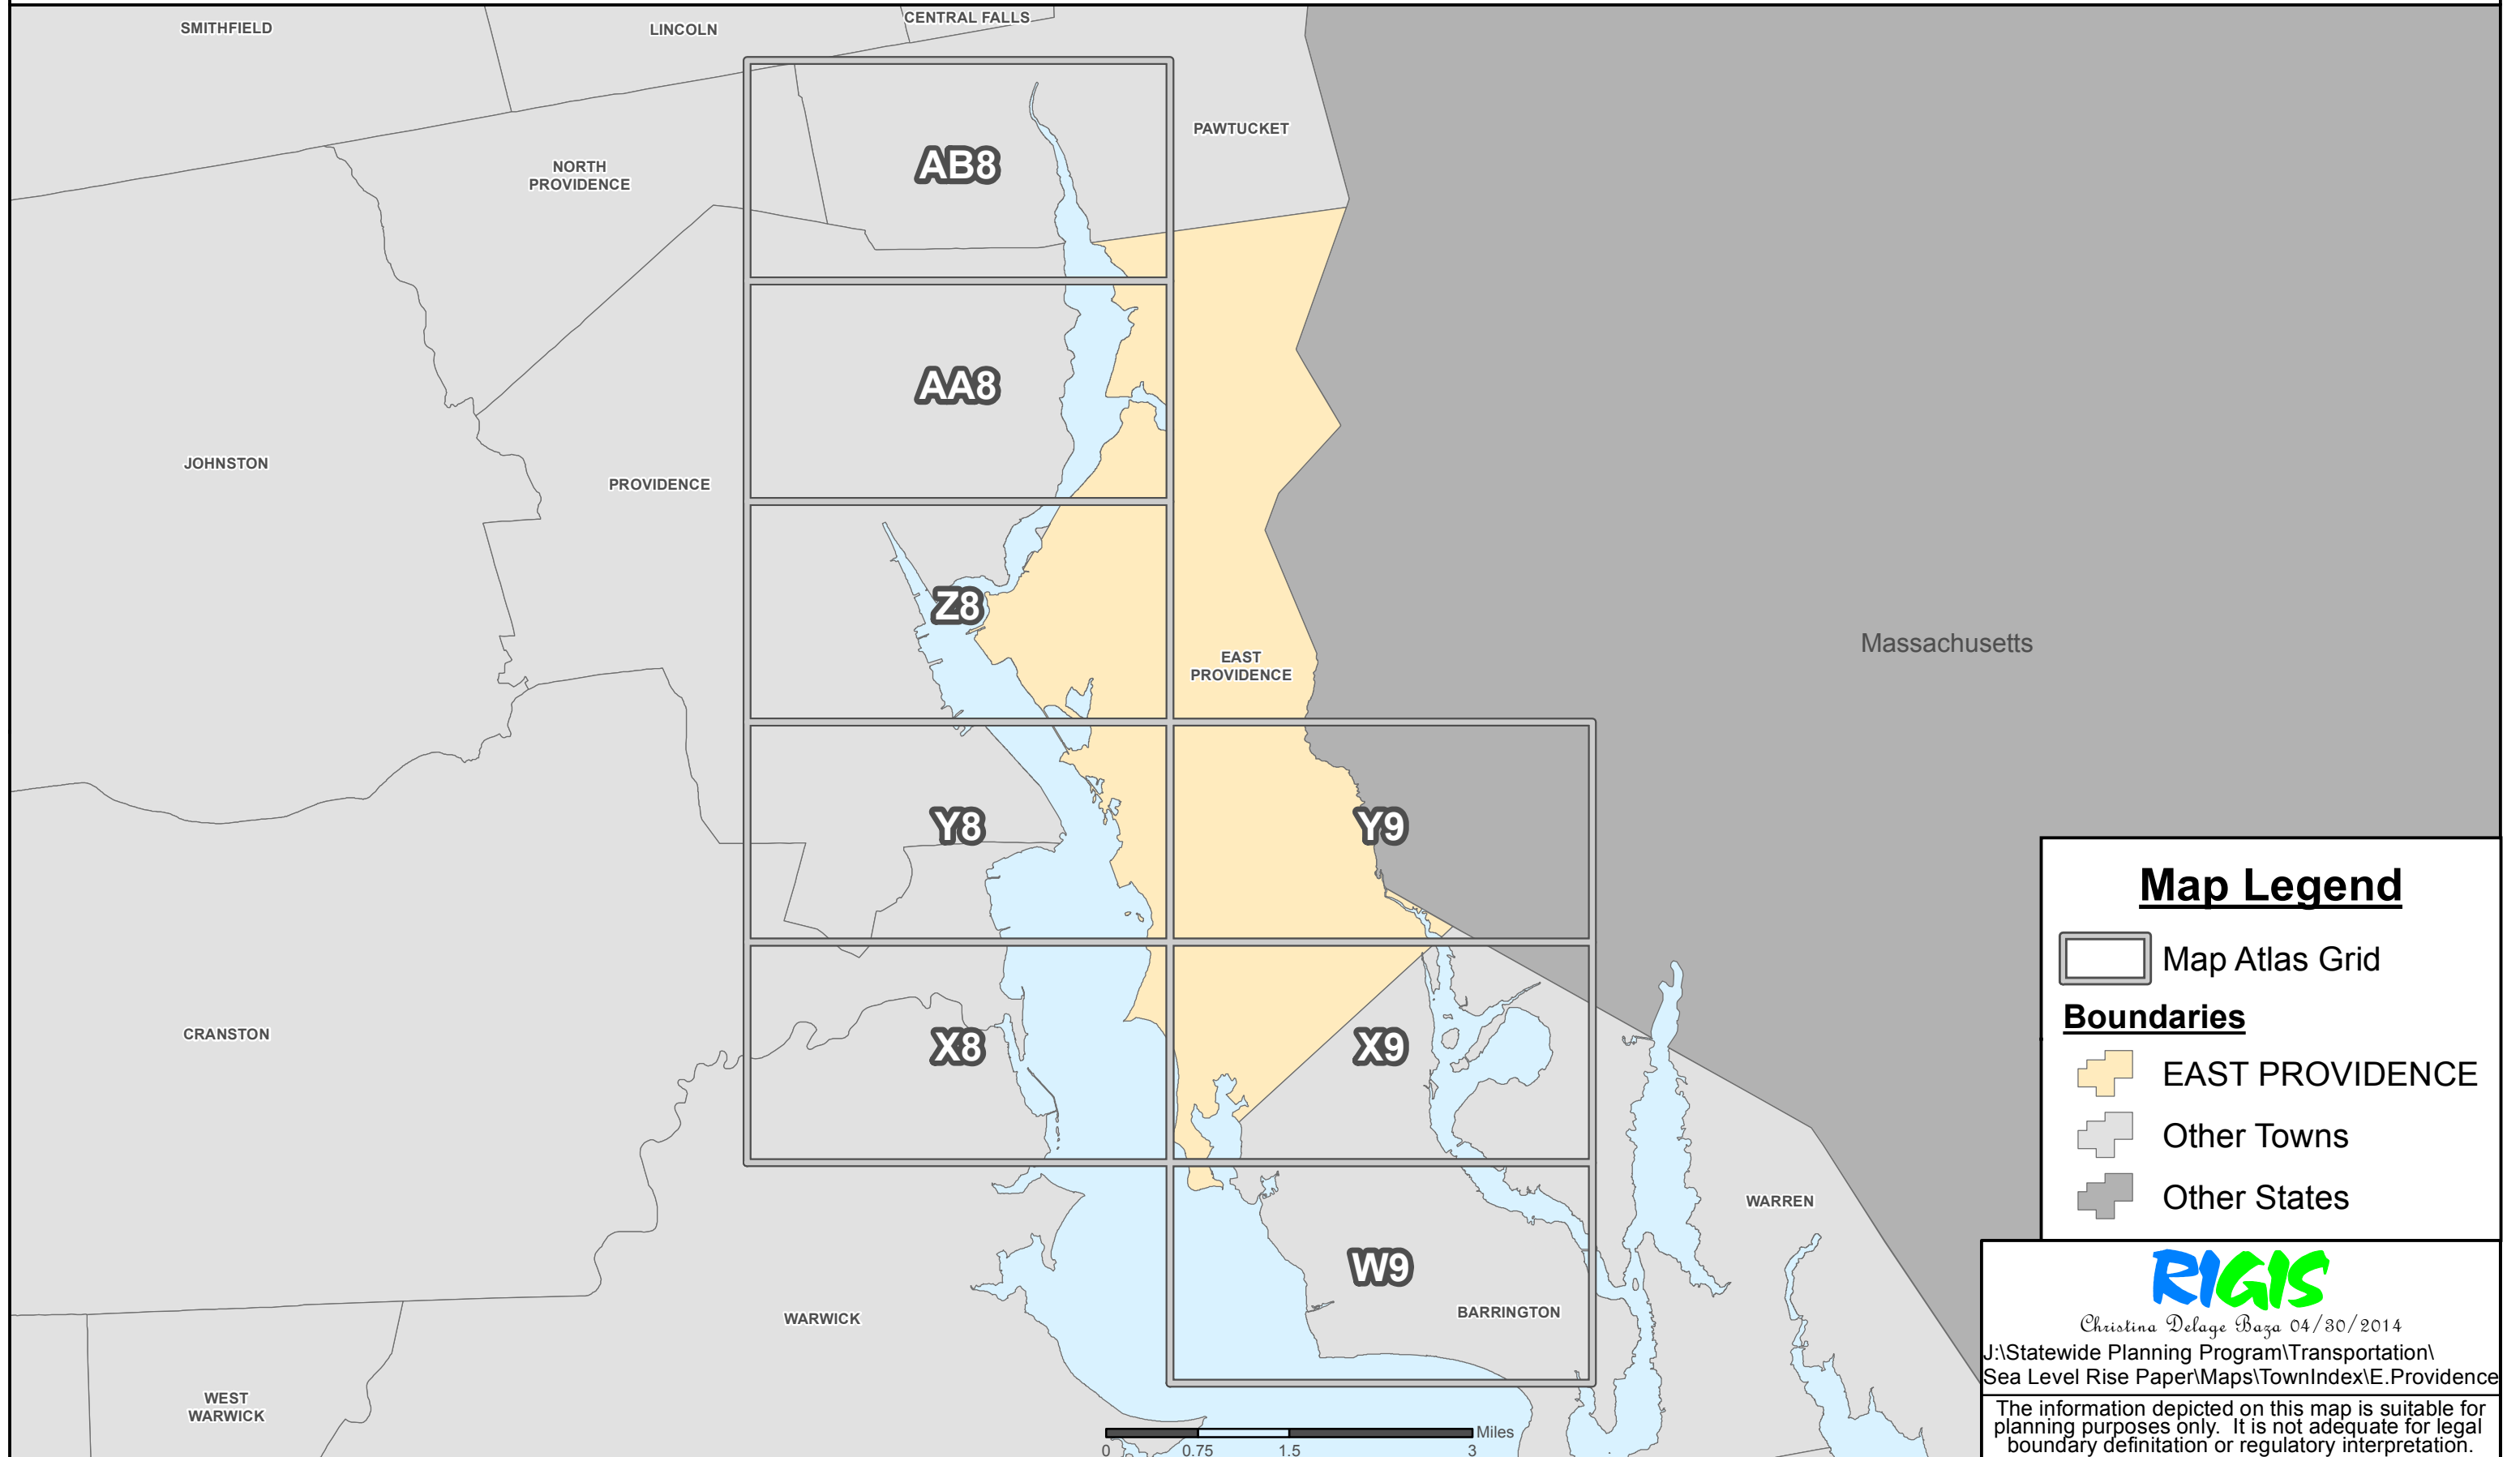 SMITHFIELD
LINCOLN
CENTRAL FALLS
PAWTUCKET
NORTH
PROVIDENCE
AB8
AA8
JOHNSTON
PROVIDENCE
Z8
EAST
PROVIDENCE
Massachusetts
Y8
Y9
CRANSTON
X8
X9
WARREN
W9
BARRINGTON
WARWICK
WEST
WARWICK
Miles
0 0.75 1.5 3
Map Legend
Map Atlas Grid
Boundaries
EAST PROVIDENCE
Other Towns
Other States
RIGIS
Christina Delage Baza 04/30/2014
J:\Statewide Planning Program\Transportation\
Sea Level Rise Paper\Maps\TownIndex\E.Providence
The information depicted on this map is suitable for
planning purposes only. It is not adequate for legal
boundary definitation or regulatory interpretation.